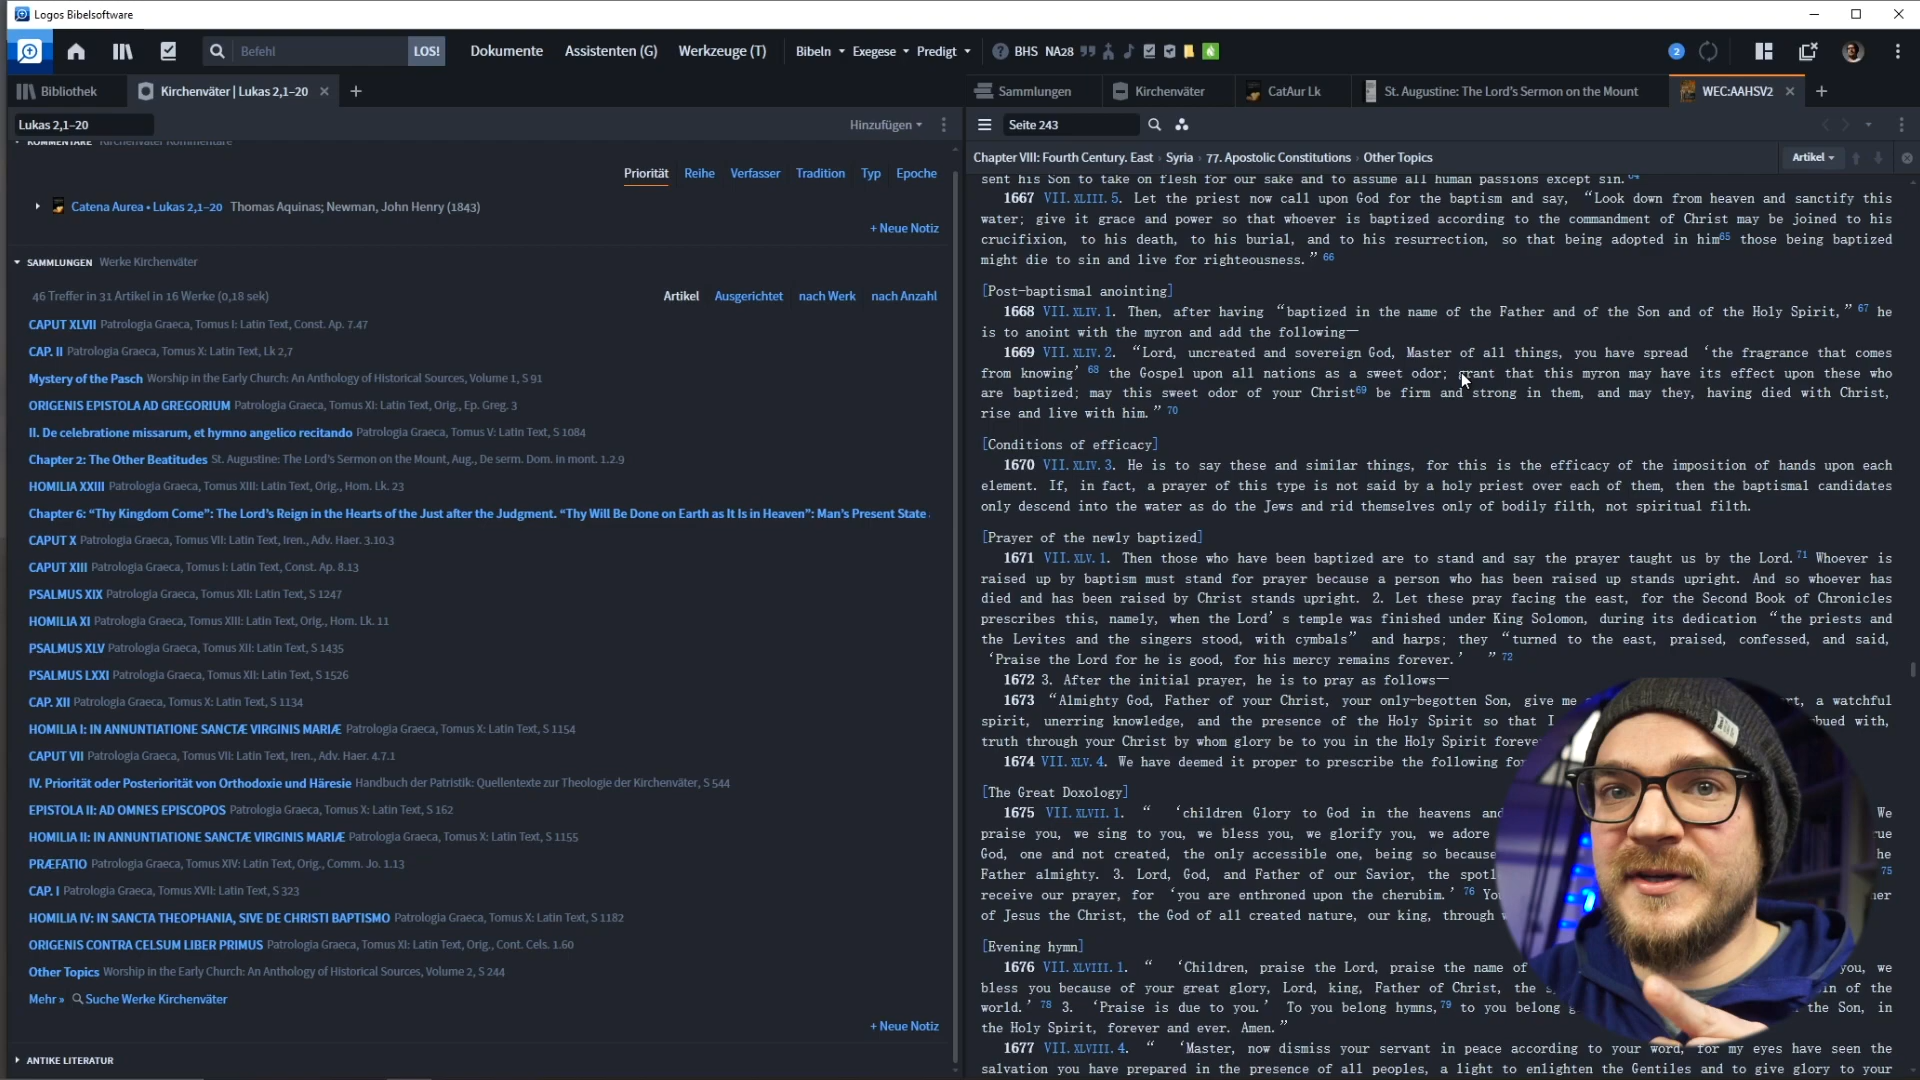 Logos Bibelsoftware
Befehl
LOS!
Dokumente
Assistenten (G)
Werkzeuge (T)
Bibeln
Exegese
Predigt
BHS
NA28
2
Bibliothek
Kirchenväter | Lukas 2,1–20
Lukas 2,1–20
Hinzufügen
KOMMENTARE Kirchenväter Kommentare
Priorität Reihe Verfasser Tradition Typ Epoche
Catena Aurea • Lukas 2,1–20 Thomas Aquinas; Newman, John Henry (1843)
+ Neue Notiz
SAMMLUNGEN Werke Kirchenväter
46 Treffer in 31 Artikel in 16 Werke (0,18 sek)
Artikel Ausgerichtet nach Werk nach Anzahl
CAPUT XLVII Patrologia Graeca, Tomus I: Latin Text, Const. Ap. 7.47
CAP. II Patrologia Graeca, Tomus X: Latin Text, Lk 2,7
Mystery of the Pasch Worship in the Early Church: An Anthology of Historical Sources, Volume 1, S 91
ORIGENIS EPISTOLA AD GREGORIUM Patrologia Graeca, Tomus XI: Latin Text, Orig., Ep. Greg. 3
II. De celebratione missarum, et hymno angelico recitando Patrologia Graeca, Tomus V: Latin Text, S 1084
Chapter 2: The Other Beatitudes St. Augustine: The Lord's Sermon on the Mount, Aug., De serm. Dom. in mont. 1.2.9
HOMILIA XXIII Patrologia Graeca, Tomus XIII: Latin Text, Orig., Hom. Lk. 23
Chapter 6: “Thy Kingdom Come”: The Lord's Reign in the Hearts of the Just after the Judgment. “Thy Will Be Done on Earth as It Is in Heaven”: Man's Present State
CAPUT X Patrologia Graeca, Tomus VII: Latin Text, Iren., Adv. Haer. 3.10.3
CAPUT XIII Patrologia Graeca, Tomus I: Latin Text, Const. Ap. 8.13
PSALMUS XIX Patrologia Graeca, Tomus XII: Latin Text, S 1247
HOMILIA XI Patrologia Graeca, Tomus XIII: Latin Text, Orig., Hom. Lk. 11
PSALMUS XLV Patrologia Graeca, Tomus XII: Latin Text, S 1435
PSALMUS LXXI Patrologia Graeca, Tomus XII: Latin Text, S 1526
CAP. XII Patrologia Graeca, Tomus X: Latin Text, S 1134
HOMILIA I: IN ANNUNTIATIONE SANCTÆ VIRGINIS MARIÆ Patrologia Graeca, Tomus X: Latin Text, S 1154
CAPUT VII Patrologia Graeca, Tomus VII: Latin Text, Iren., Adv. Haer. 4.7.1
IV. Priorität oder Posteriorität von Orthodoxie und Häresie Handbuch der Patristik: Quellentexte zur Theologie der Kirchenväter, S 544
EPISTOLA II: AD OMNES EPISCOPOS Patrologia Graeca, Tomus X: Latin Text, S 162
HOMILIA II: IN ANNUNTIATIONE SANCTÆ VIRGINIS MARIÆ Patrologia Graeca, Tomus X: Latin Text, S 1155
PRÆFATIO Patrologia Graeca, Tomus XIV: Latin Text, Orig., Comm. Jo. 1.13
CAP. I Patrologia Graeca, Tomus XVII: Latin Text, S 323
HOMILIA IV: IN SANCTA THEOPHANIA, SIVE DE CHRISTI BAPTISMO Patrologia Graeca, Tomus X: Latin Text, S 1182
ORIGENIS CONTRA CELSUM LIBER PRIMUS Patrologia Graeca, Tomus XI: Latin Text, Orig., Cont. Cels. 1.60
Other Topics Worship in the Early Church: An Anthology of Historical Sources, Volume 2, S 244
Mehr » Suche Werke Kirchenväter
+ Neue Notiz
ANTIKE LITERATUR
Sammlungen
Kirchenväter
CatAur Lk
St. Augustine: The Lord's Sermon on the Mount
WEC:AAHSV2
Seite 243
Chapter VIII: Fourth Century. East › Syria › 77. Apostolic Constitutions › Other Topics
Artikel
sent his Son to take on flesh for our sake and to assume all human passions except sin. 64
1667 VII.XLIII.5. Let the priest now call upon God for the baptism and say, “Look down from heaven and sanctify this
water; give it grace and power so that whoever is baptized according to the commandment of Christ may be joined to his
crucifixion, to his death, to his burial, and to his resurrection, so that being adopted in him65 those being baptized
might die to sin and live for righteousness.” 66
[Post-baptismal anointing]
1668 VII.XLIV.1. Then, after having “baptized in the name of the Father and of the Son and of the Holy Spirit,” 67 he
is to anoint with the myron and add the following—
1669 VII.XLIV.2. “Lord, uncreated and sovereign God, Master of all things, you have spread ‘the fragrance that comes
from knowing’ 68 the Gospel upon all nations as a sweet odor; grant that this myron may have its effect upon these who
are baptized; may this sweet odor of your Christ69 be firm and strong in them, and may they, having died with Christ,
rise and live with him.” 70
[Conditions of efficacy]
1670 VII.XLIV.3. He is to say these and similar things, for this is the efficacy of the imposition of hands upon each
element. If, in fact, a prayer of this type is not said by a holy priest over each of them, then the baptismal candidates
only descend into the water as do the Jews and rid themselves only of bodily filth, not spiritual filth.
[Prayer of the newly baptized]
1671 VII.XLV.1. Then those who have been baptized are to stand and say the prayer taught us by the Lord.71 Whoever is
raised up by baptism must stand for prayer because a person who has been raised up stands upright. And so whoever has
died and has been raised by Christ stands upright. 2. Let these pray facing the east, for the Second Book of Chronicles
prescribes this, namely, when the Lord's temple was finished under King Solomon, during its dedication “the priests and
the Levites and the singers stood, with cymbals” and harps; they “turned to the east, praised, confessed, and said,
‘Praise the Lord for he is good, for his mercy remains forever.’ ” 72
1672 3. After the initial prayer, he is to pray as follows—
1673 “Almighty God, Father of your Christ, your only-begotten Son, give me a watchful
spirit, unerring knowledge, and the presence of the Holy Spirit so that I with,
truth through your Christ by whom glory be to you in the Holy Spirit forever
1674 VII.XLV.4. We have deemed it proper to prescribe the following
[The Great Doxology]
1675 VII.XLVII.1. “ ‘children Glory to God in the heavens and We
praise you, we sing to you, we bless you, we glorify you, we adore
God, one and not created, the only accessible one, being so because
Father almighty. 3. Lord, God, and Father of our Savior, the 75
receive our prayer, for ‘you are enthroned upon the cherubim.’ 76
of Jesus the Christ, the God of all created nature, our king, through
[Evening hymn]
1676 VII.XLVIII.1. “ ‘Children, praise the Lord, praise the name of you, we
bless you because of your great glory, Lord, king, Father of Christ, the of the
world.’ 78 3. ‘Praise is due to you.’ To you belong hymns,79 to you belong the Son, in
the Holy Spirit, forever and ever. Amen.”
1677 VII.XLVIII.4. “ ‘Master, now dismiss your servant in peace according to your word, for my eyes have seen the
salvation you have prepared in the presence of all peoples, a light to enlighten the Gentiles and to give glory to your